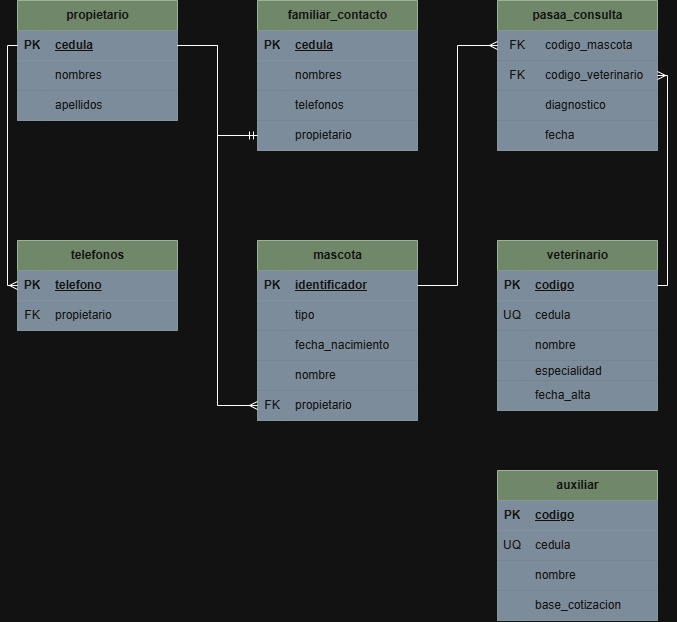 propietario
PK cedula
nombres
apellidos
familiar_contacto
PK cedula
nombres
telefonos
propietario
pasaa_consulta
FK codigo_mascota
FK codigo_veterinario
diagnostico
fecha
telefonos
PK telefono
FK propietario
mascota
PK identificador
tipo
fecha_nacimiento
nombre
FK propietario
veterinario
PK codigo
UQ cedula
nombre
especialidad
fecha_alta
auxiliar
PK codigo
UQ cedula
nombre
base_cotizacion